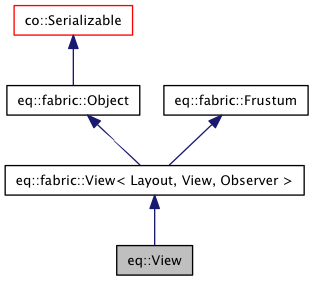 co::Serializable
eq::fabric::Object
eq::fabric::Frustum
eq::fabric::View< Layout, View, Observer >
eq::View